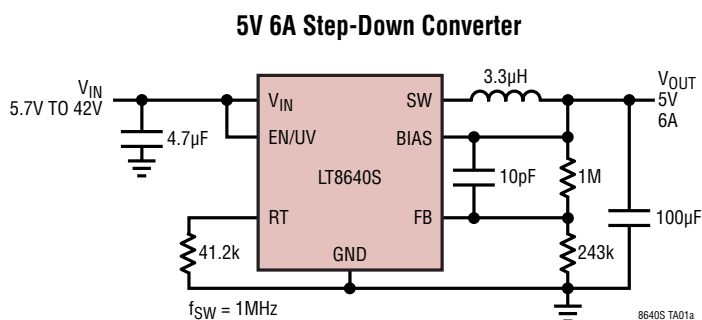 5V 6A Step-Down Converter
3.3µH
VIN
5.7V TO 42V
VIN
SW
VOUT
5V
6A
4.7µF
EN/UV
BIAS
LT8640S
10pF
1M
RT
FB
100µF
41.2k
243k
GND
fSW = 1MHz
8640S TA01a